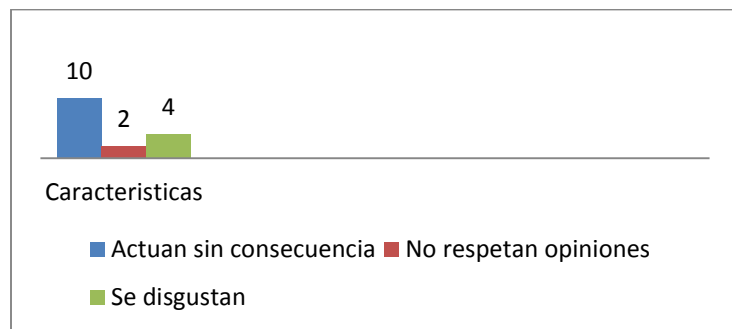 10
2
4
Caracteristicas
Actuan sin consecuencia
No respetan opiniones
Se disgustan